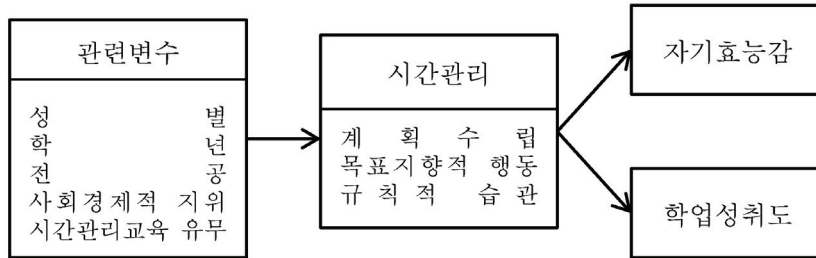 관련변수
성 별
학 년
전 공
사회경제적 지위
시간관리교육 유무
시간관리
계 획 수 립
목표지향적 행동
규칙적 습관
자기효능감
학업성취도